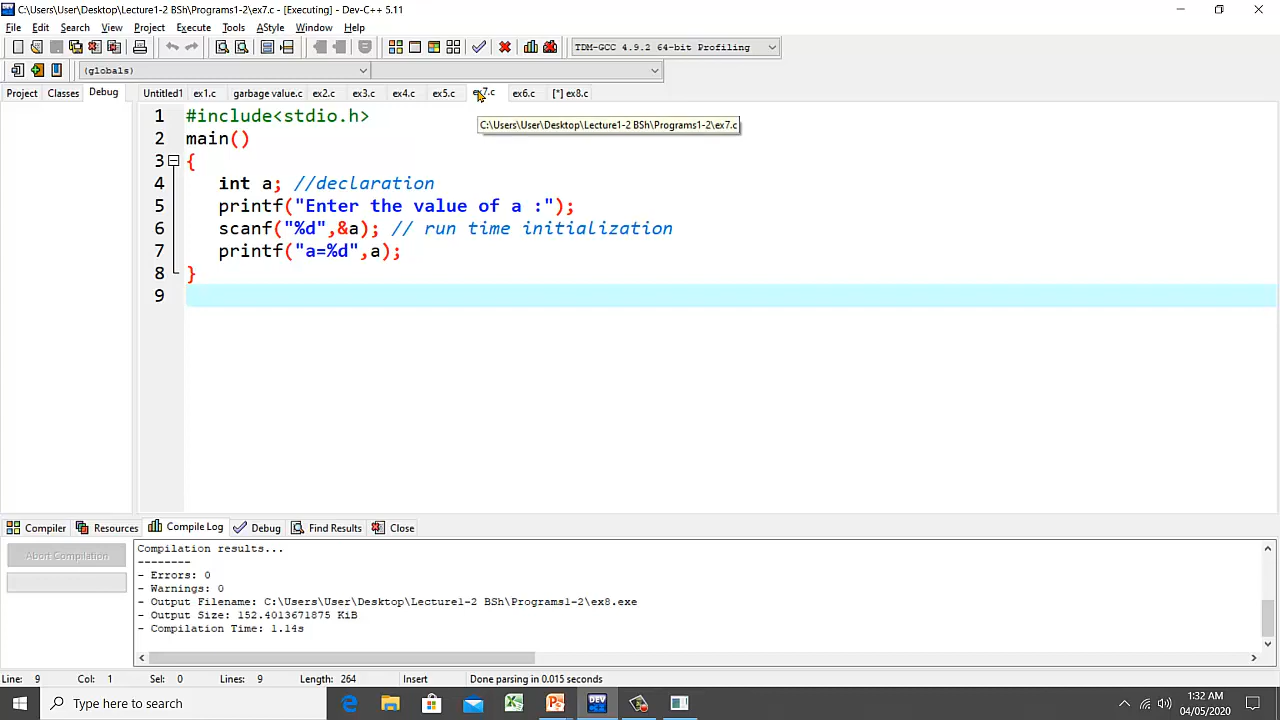 C:\Users\User\Desktop\Lecture1-2 BSh\Programs1-2\ex7.c - [Executing] - Dev-C++ 5.11
File Edit Search View Project Execute Tools AStyle Window Help
TDM-GCC 4.9.2 64-bit Profiling
(globals)
Project Classes Debug Untitled1 ex1.c garbage value.c ex2.c ex3.c ex4.c ex5.c ex7.c ex6.c [*] ex8.c
C:\Users\User\Desktop\Lecture1-2 BSh\Programs1-2\ex7.c
1 #include<stdio.h>
2 main()
3 {
4 int a; //declaration
5 printf("Enter the value of a :");
6 scanf("%d",&a); // run time initialization
7 printf("a=%d",a);
8 }
9
Compiler Resources Compile Log Debug Find Results Close
Abort Compilation
Compilation results...
--------
- Errors: 0
- Warnings: 0
- Output Filename: C:\Users\User\Desktop\Lecture1-2 BSh\Programs1-2\ex8.exe
- Output Size: 152.4013671875 KiB
- Compilation Time: 1.14s
Line: 9 Col: 1 Sel: 0 Lines: 9 Length: 264 Insert Done parsing in 0.015 seconds
Type here to search
DEV
1:32 AM
04/05/2020